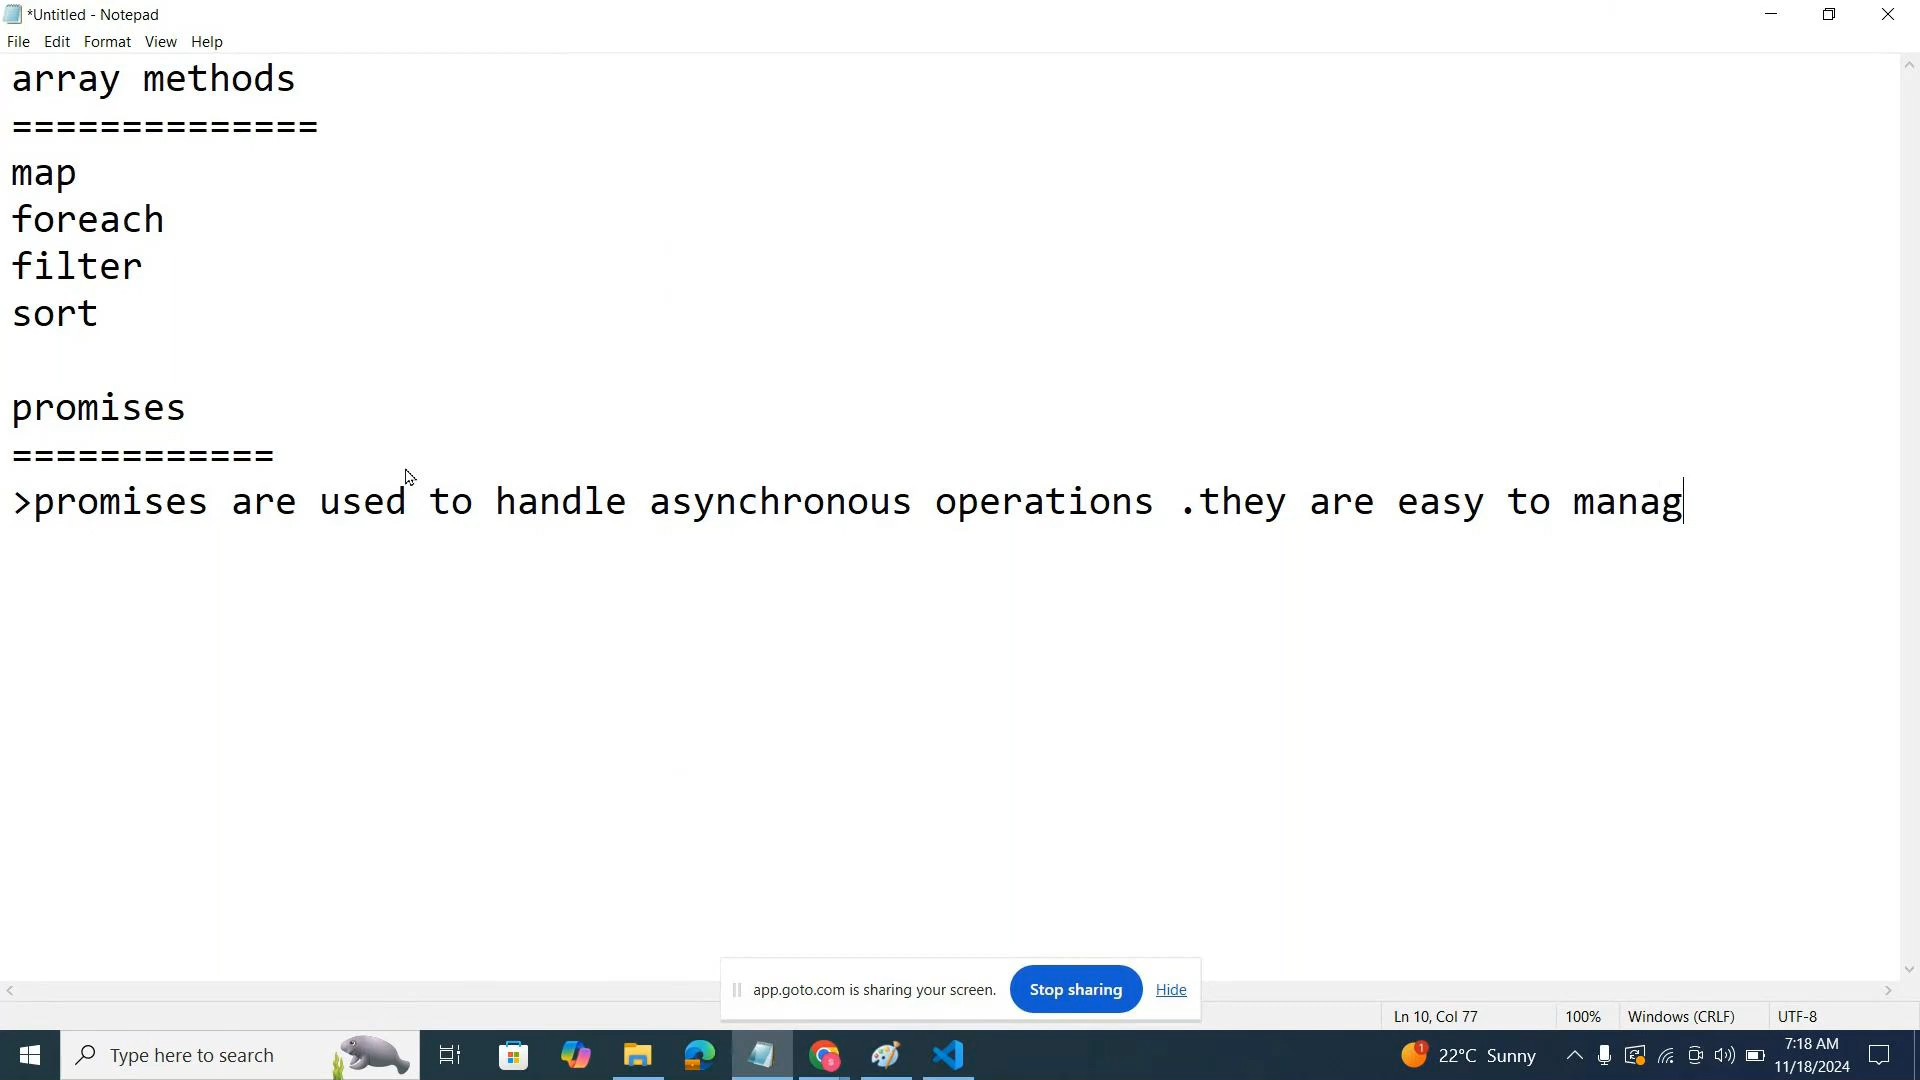 *Untitled - Notepad
File Edit Format View Help
array methods
==============
map
foreach
filter
sort
promises
============
>promises are used to handle asynchronous operations .they are easy to manag
app.goto.com is sharing your screen. Stop sharing Hide
Ln 10, Col 77 100% Windows (CRLF) UTF-8
Type here to search
1 22°C Sunny
7:18 AM
11/18/2024